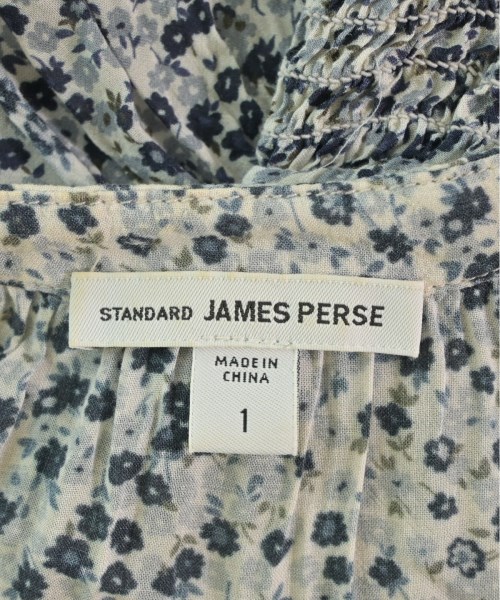 STANDARD JAMES PERSE
MADE IN
CHINA
1